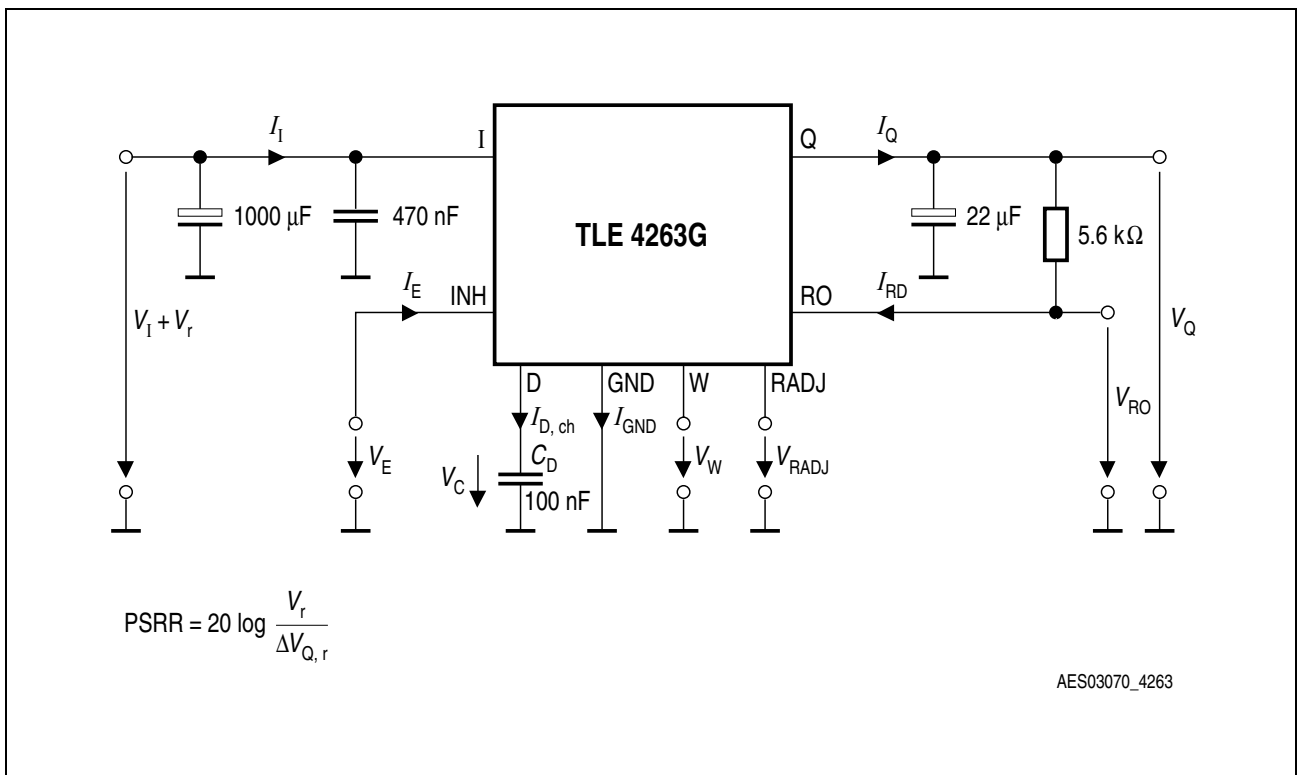 I_I
I
Q
I_Q
1000 µF
470 nF
TLE 4263G
22 µF
5.6 kΩ
I_E
INH
RO
I_RD
V_I + V_r
V_Q
D
GND
W
RADJ
I_D, ch
I_GND
V_RO
V_E
V_C
C_D
100 nF
V_W
V_RADJ
PSRR = 20 log V_r / ΔV_Q, r
AES03070_4263